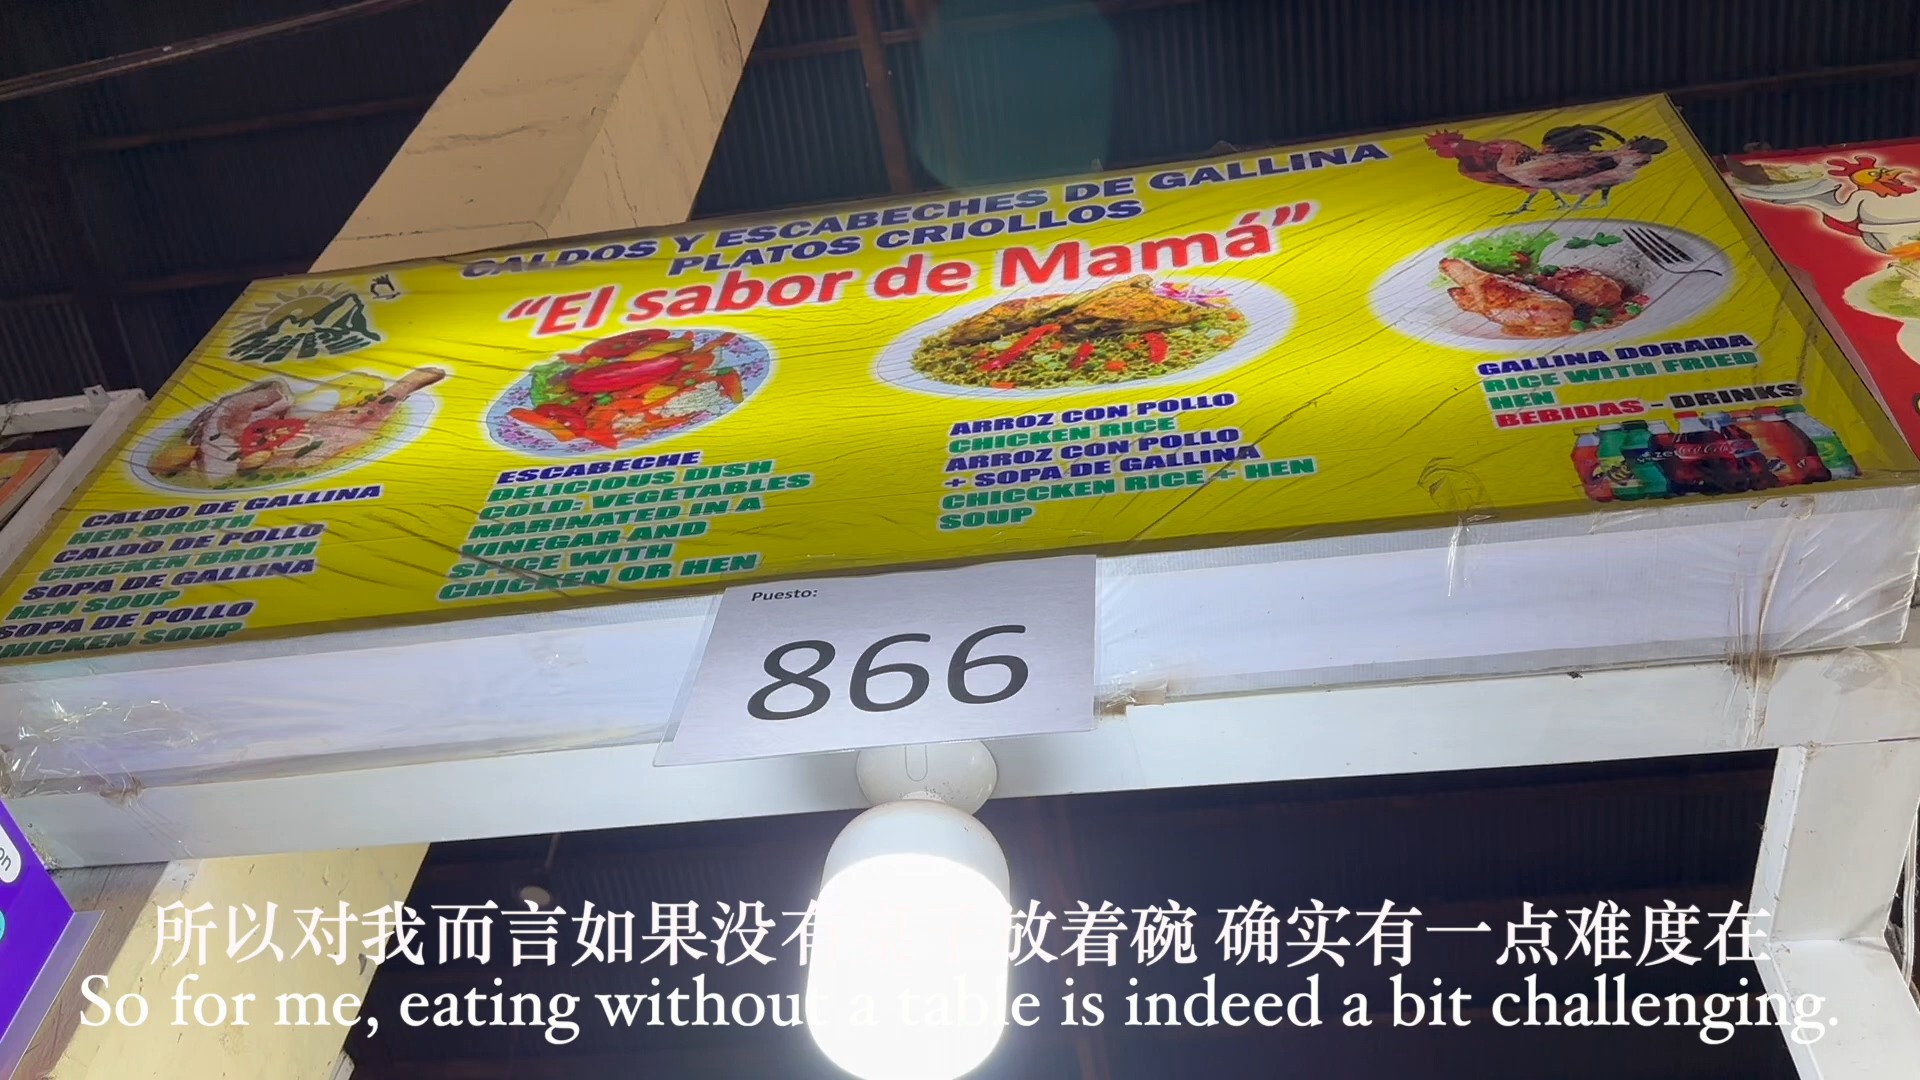 CALDOS Y ESCABECHES DE GALLINA
PLATOS CRIOLLOS
“El sabor de Mamá”
CALDO DE GALLINA
HER BROTH
CALDO DE POLLO
CHICKEN BROTH
SOPA DE GALLINA
HEN SOUP
SOPA DE POLLO
CHICKEN SOUP
ESCABECHE
DELICIOUS DISH
COLD: VEGETABLES
MARINATED IN A
VINEGAR AND
SPICE WITH
CHICKEN OR HEN
ARROZ CON POLLO
CHICKEN RICE
ARROZ CON POLLO
+ SOPA DE GALLINA
CHICCKEN RICE + HEN
SOUP
GALLINA DORADA
RICE WITH FRIED
HEN
BEBIDAS - DRINKS
Puesto:
866
所以对我而言如果没有放着碗 确实有一点难度在
So for me, eating without a table is indeed a bit challenging.